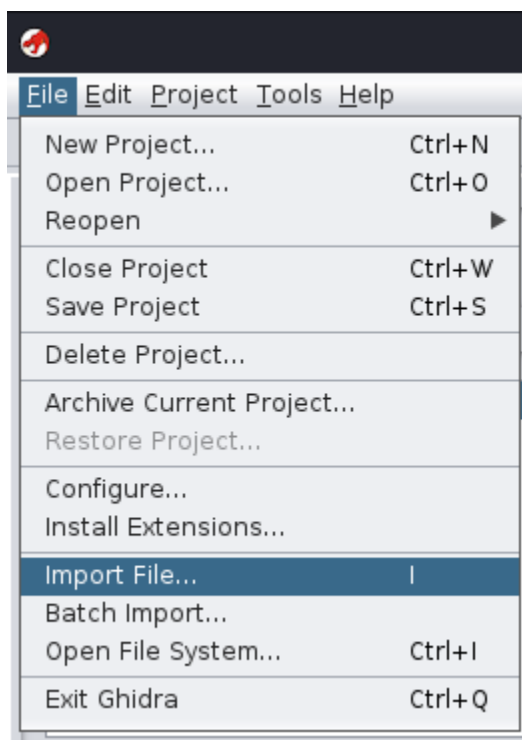 File Edit Project Tools Help
New Project... Ctrl+N
Open Project... Ctrl+O
Reopen
Close Project Ctrl+W
Save Project Ctrl+S
Delete Project...
Archive Current Project...
Restore Project...
Configure...
Install Extensions...
Import File... I
Batch Import...
Open File System... Ctrl+I
Exit Ghidra Ctrl+Q